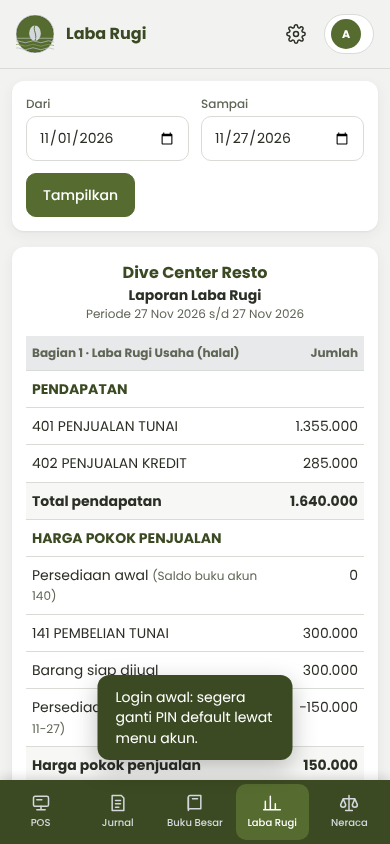 Laba Rugi
A
Dari
Sampai
11/01/2026
11/27/2026
Tampilkan
Dive Center Resto
Laporan Laba Rugi
Periode 27 Nov 2026 s/d 27 Nov 2026
Bagian 1 · Laba Rugi Usaha (halal) Jumlah
PENDAPATAN
401 PENJUALAN TUNAI 1.355.000
402 PENJUALAN KREDIT 285.000
Total pendapatan 1.640.000
HARGA POKOK PENJUALAN
Persediaan awal (Saldo buku akun 0
140)
141 PEMBELIAN TUNAI 300.000
Barang siap dijual 300.000
-150.000
11-27)
Harga pokok penjualan 150.000
Login awal: segera
ganti PIN default lewat
menu akun.
POS
Jurnal
Buku Besar
Laba Rugi
Neraca